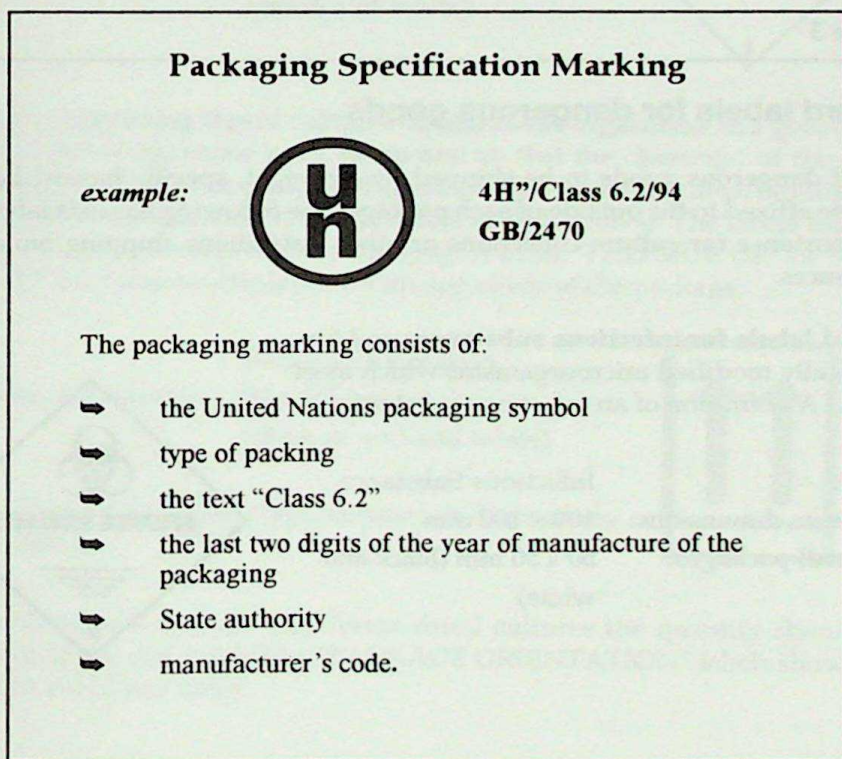 Packaging Specification Marking
example:
un
4H”/Class 6.2/94
GB/2470
The packaging marking consists of:
➨ the United Nations packaging symbol
➨ type of packing
➨ the text “Class 6.2”
➨ the last two digits of the year of manufacture of the
packaging
➨ State authority
➨ manufacturer’s code.